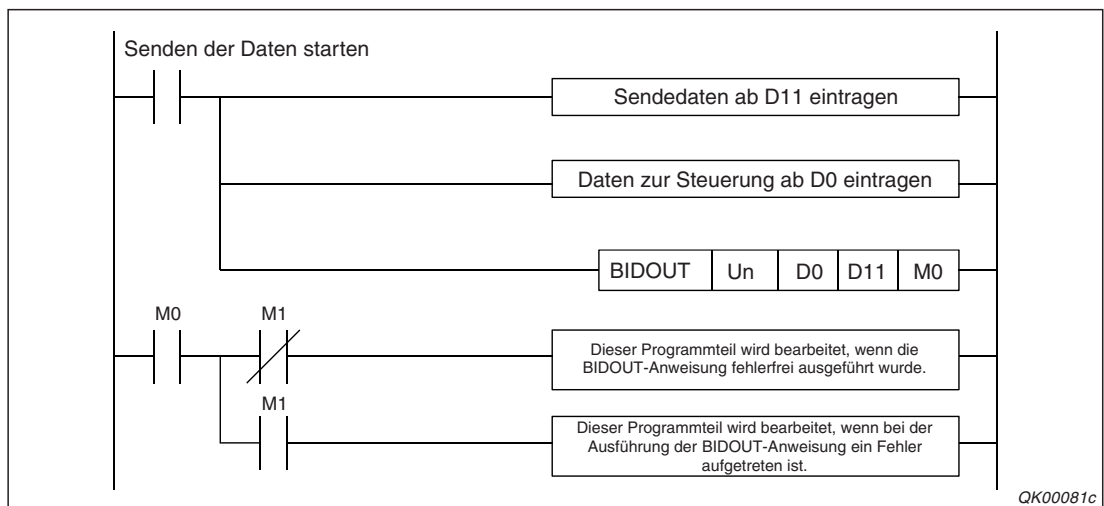 Senden der Daten starten
Sendedaten ab D11 eintragen
Daten zur Steuerung ab D0 eintragen
BIDOUT Un D0 D11 M0
M0 M1
Dieser Programmteil wird bearbeitet, wenn die
BIDOUT-Anweisung fehlerfrei ausgeführt wurde.
M1
Dieser Programmteil wird bearbeitet, wenn bei der
Ausführung der BIDOUT-Anweisung ein Fehler
aufgetreten ist.
QK00081c